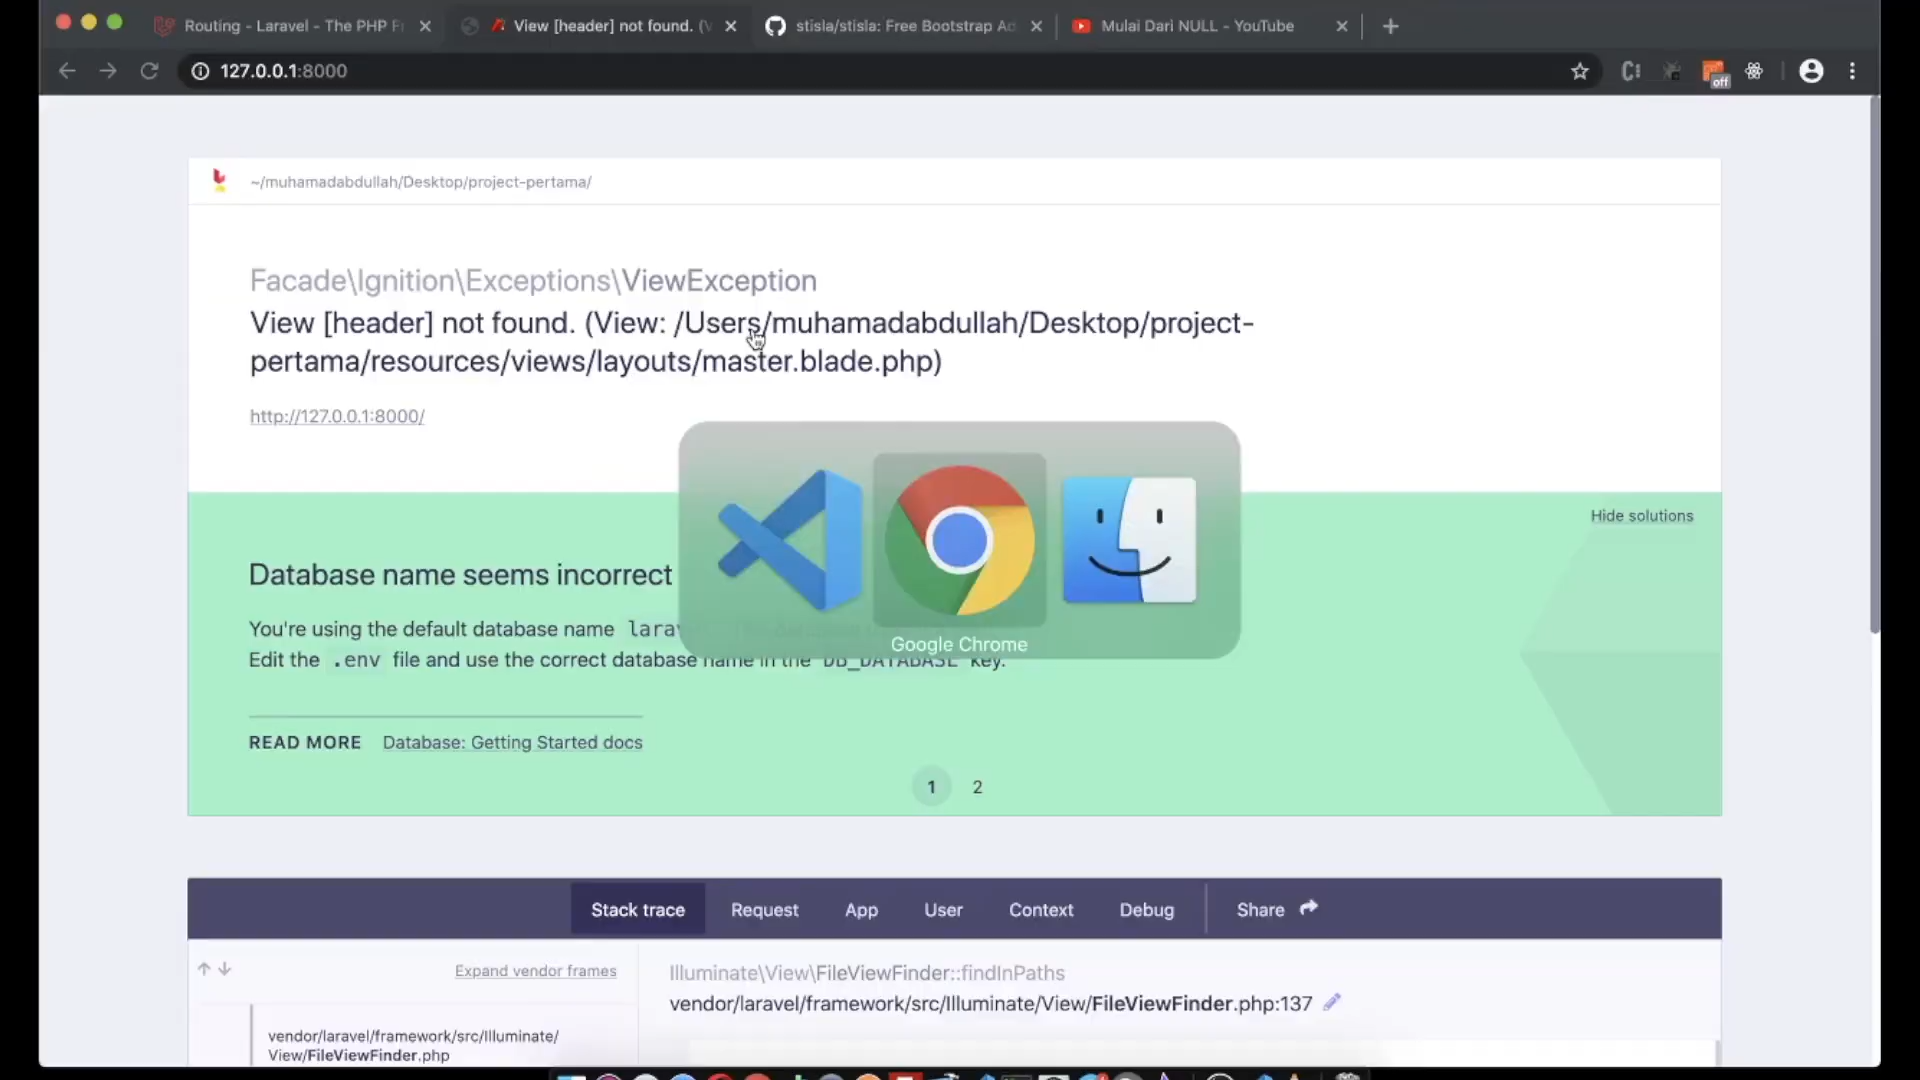 Routing - Laravel - The PHP F
View [header] not found. (V
stisla/stisla: Free Bootstrap Ad
Mulai Dari NULL - YouTube
127.0.0.1:8000
off
~/muhamadabdullah/Desktop/project-pertama/
Facade\Ignition\Exceptions\ViewException
View [header] not found. (View: /Users/muhamadabdullah/Desktop/project-
pertama/resources/views/layouts/master.blade.php)
http://127.0.0.1:8000/
Hide solutions
Database name seems incorrect
You're using the default database name
Edit the .env file and use the correct database name in the DB_DATABASE key.
Google Chrome
READ MORE Database: Getting Started docs
1 2
Stack trace Request App User Context Debug Share
Expand vendor frames
Illuminate\View\FileViewFinder::findInPaths
vendor/laravel/framework/src/Illuminate/View/FileViewFinder.php:137
vendor/laravel/framework/src/Illuminate/
View/FileViewFinder.php